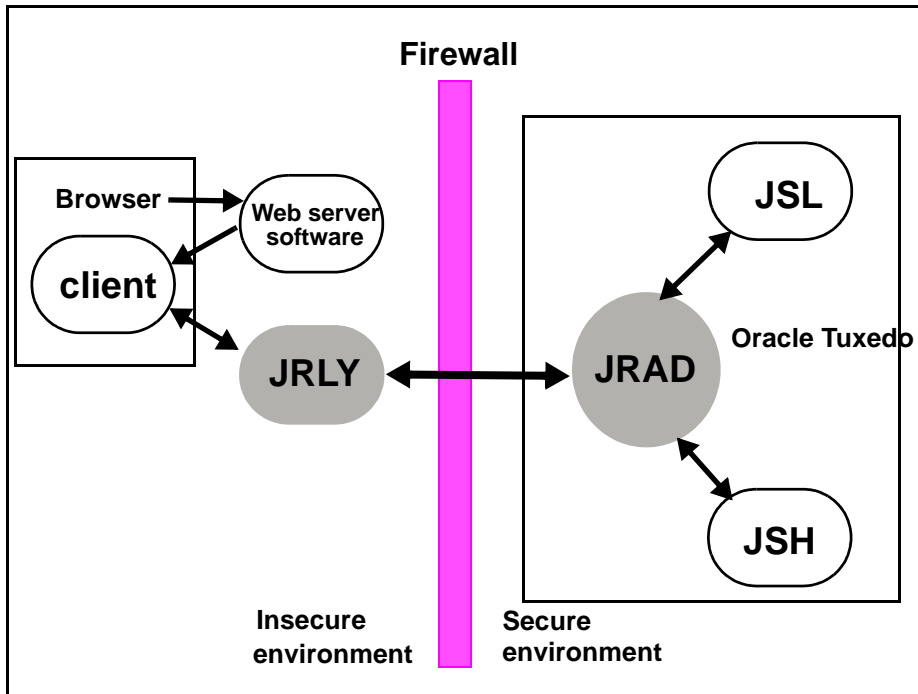 Firewall
Browser
Web server
software
client
JSL
Oracle Tuxedo
JRLY
JRAD
JSH
Insecure
environment
Secure
environment